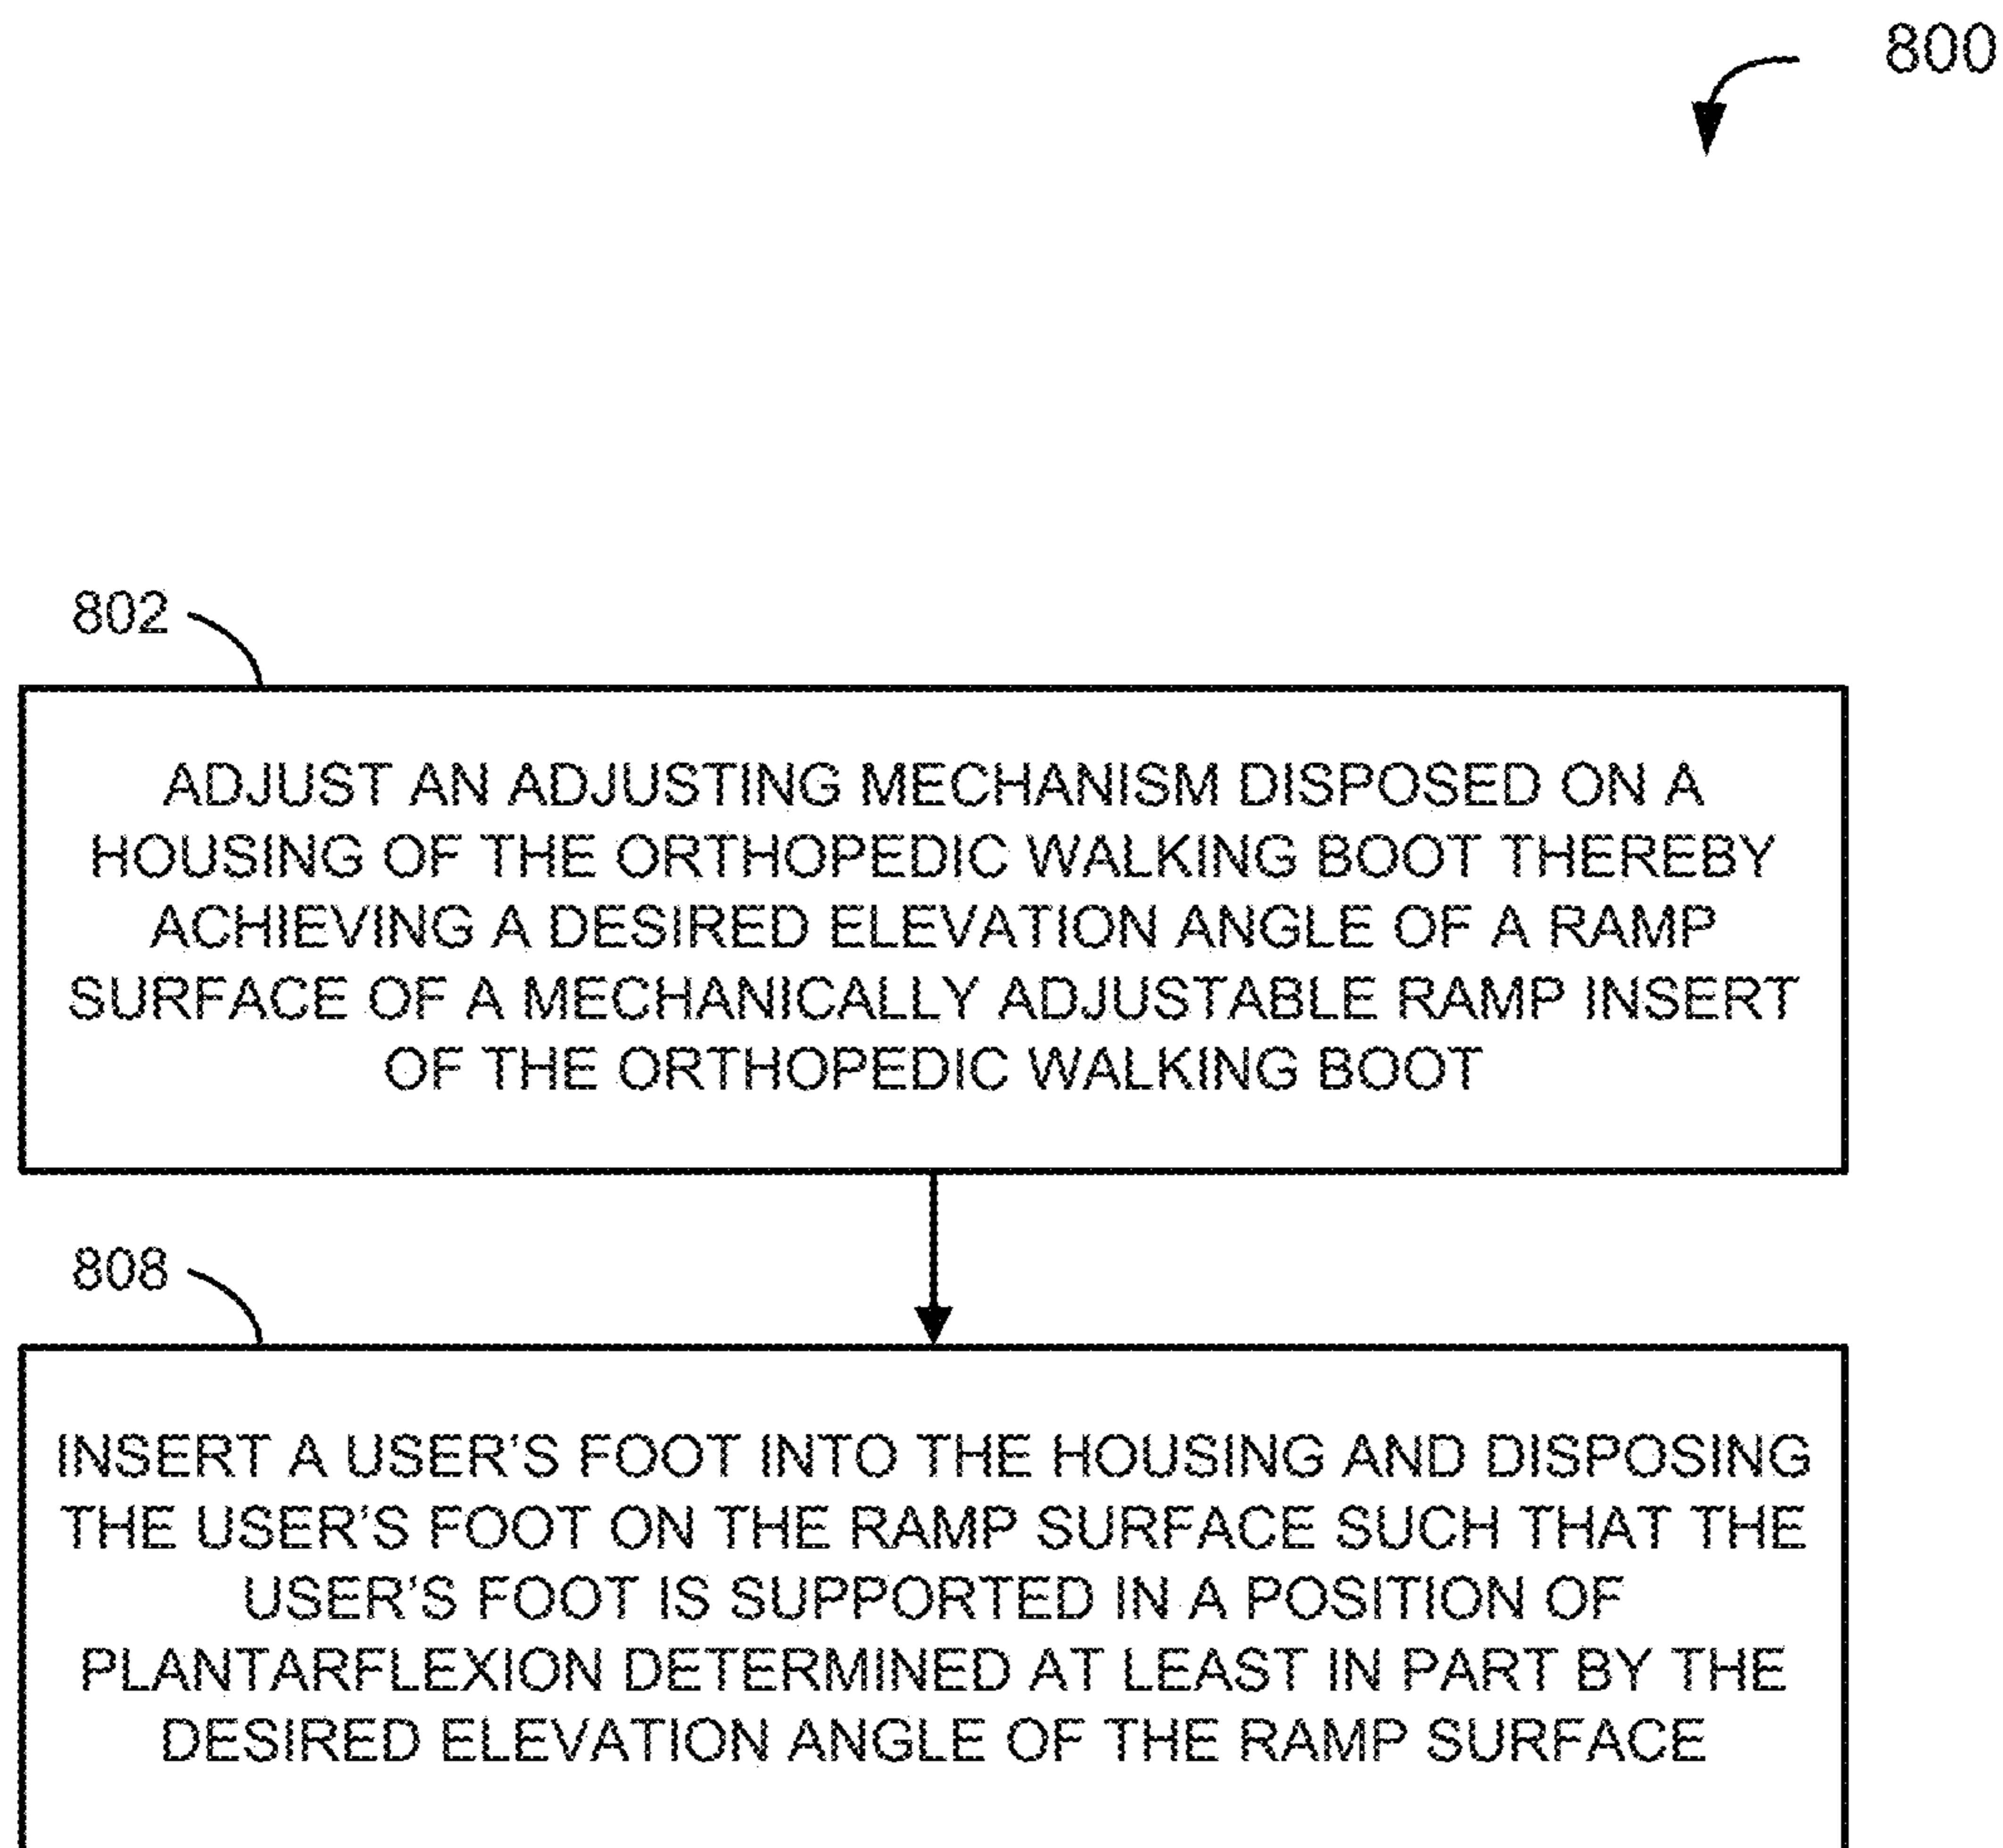 800
802
ADJUST AN ADJUSTING MECHANISM DISPOSED ON A
HOUSING OF THE ORTHOPEDIC WALKING BOOT THEREBY
ACHIEVING A DESIRED ELEVATION ANGLE OF A RAMP
SURFACE OF A MECHANICALLY ADJUSTABLE RAMP INSERT
OF THE ORTHOPEDIC WALKING BOOT
808
INSERT A USER'S FOOT INTO THE HOUSING AND DISPOSING
THE USER'S FOOT ON THE RAMP SURFACE SUCH THAT THE
USER'S FOOT IS SUPPORTED IN A POSITION OF
PLANTARFLEXION DETERMINED AT LEAST IN PART BY THE
DESIRED ELEVATION ANGLE OF THE RAMP SURFACE